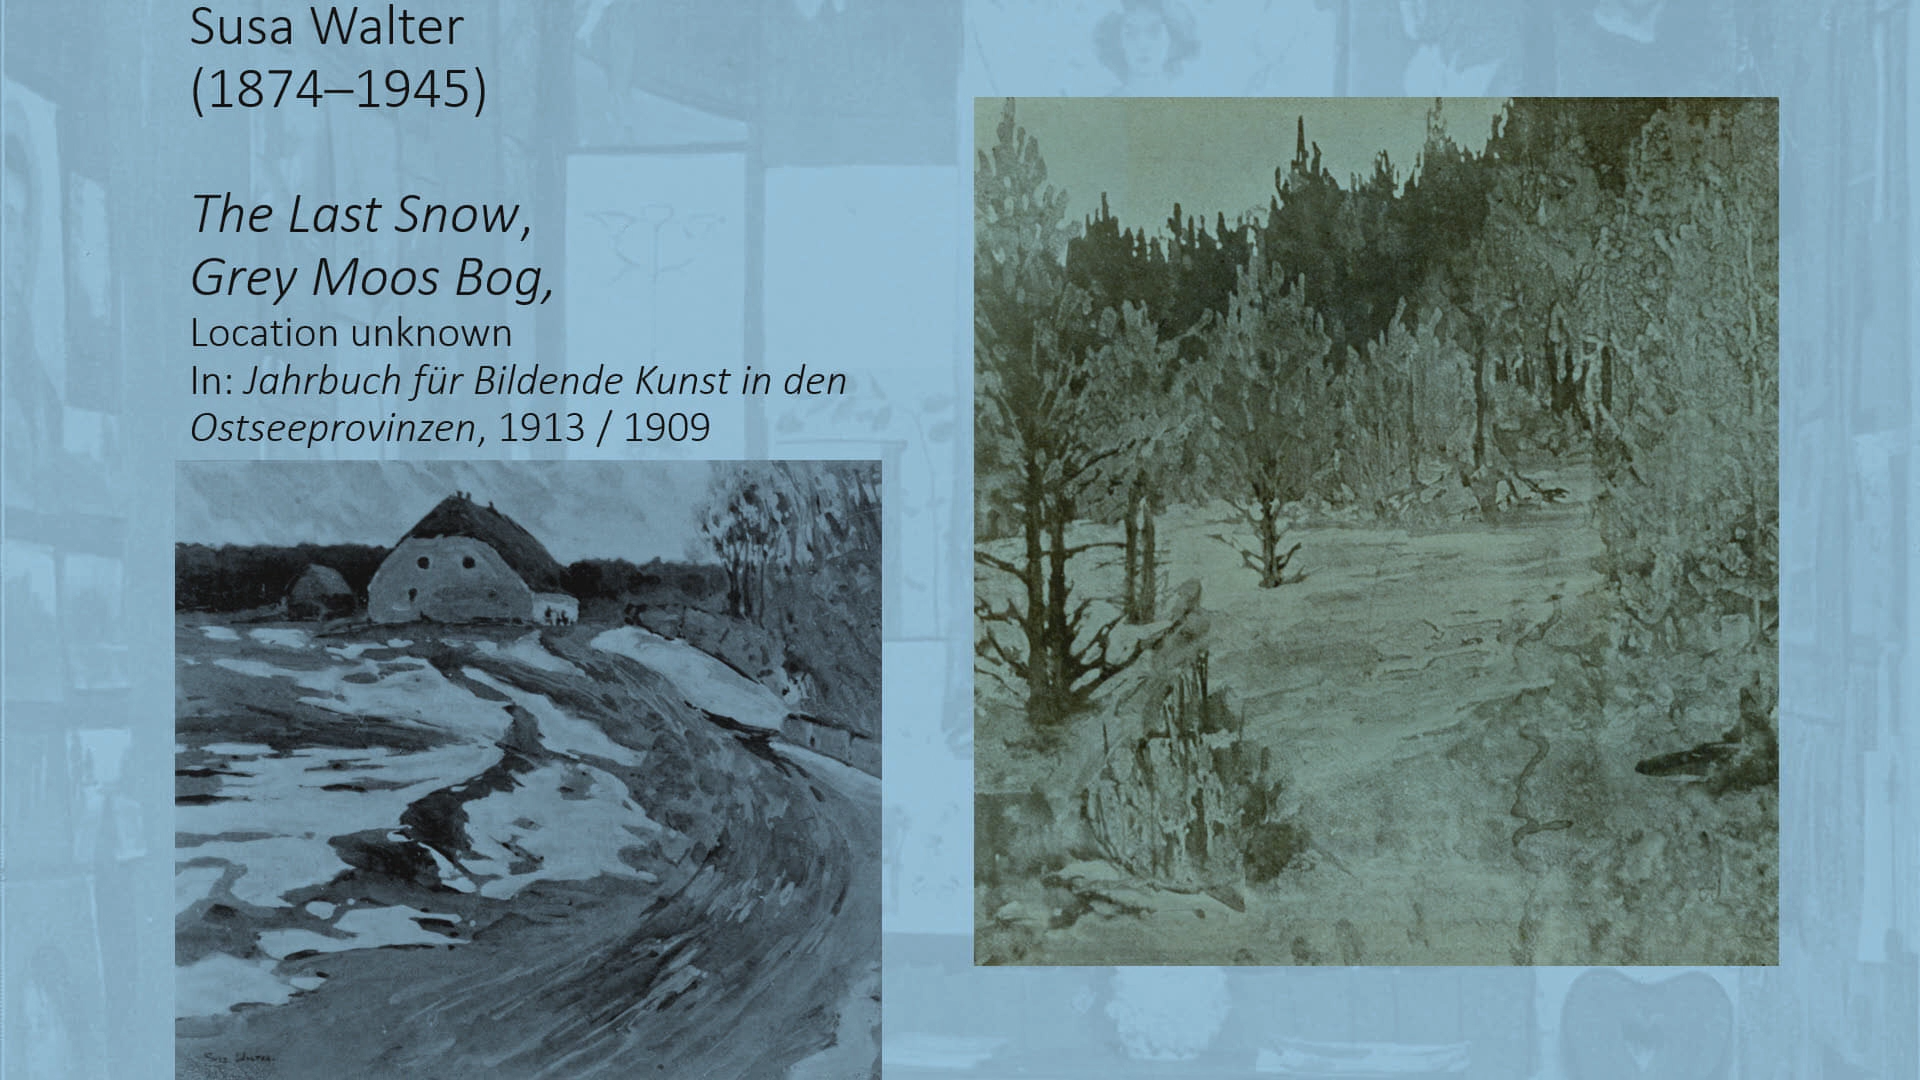 Susa Walter
(1874–1945)
The Last Snow,
Grey Moos Bog,
Location unknown
In: Jahrbuch für Bildende Kunst in den
Ostseeprovinzen, 1913 / 1909